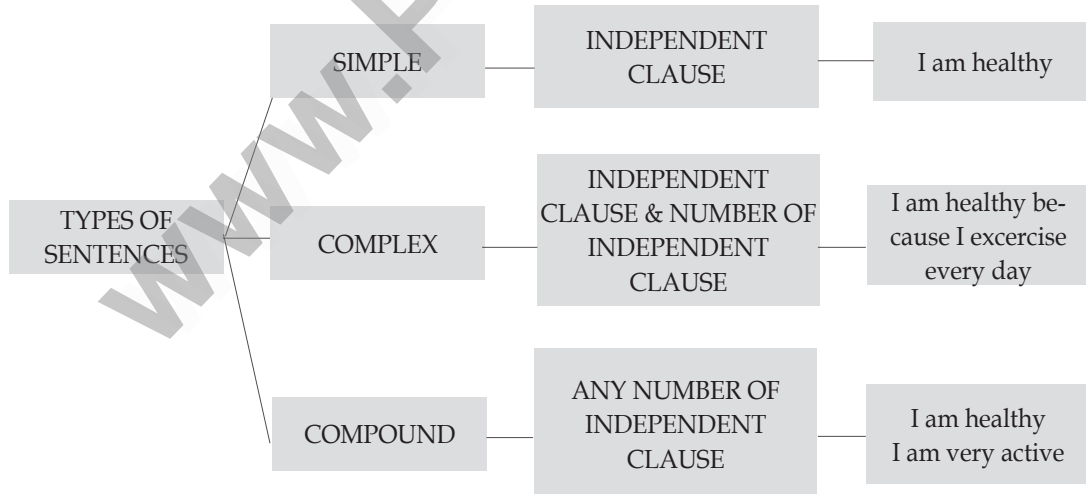 SIMPLE
INDEPENDENT
CLAUSE
I am healthy
TYPES OF
SENTENCES
COMPLEX
INDEPENDENT
CLAUSE & NUMBER OF
INDEPENDENT
CLAUSE
I am healthy be-
cause I excercise
every day
COMPOUND
ANY NUMBER OF
INDEPENDENT
CLAUSE
I am healthy
I am very active
www.P